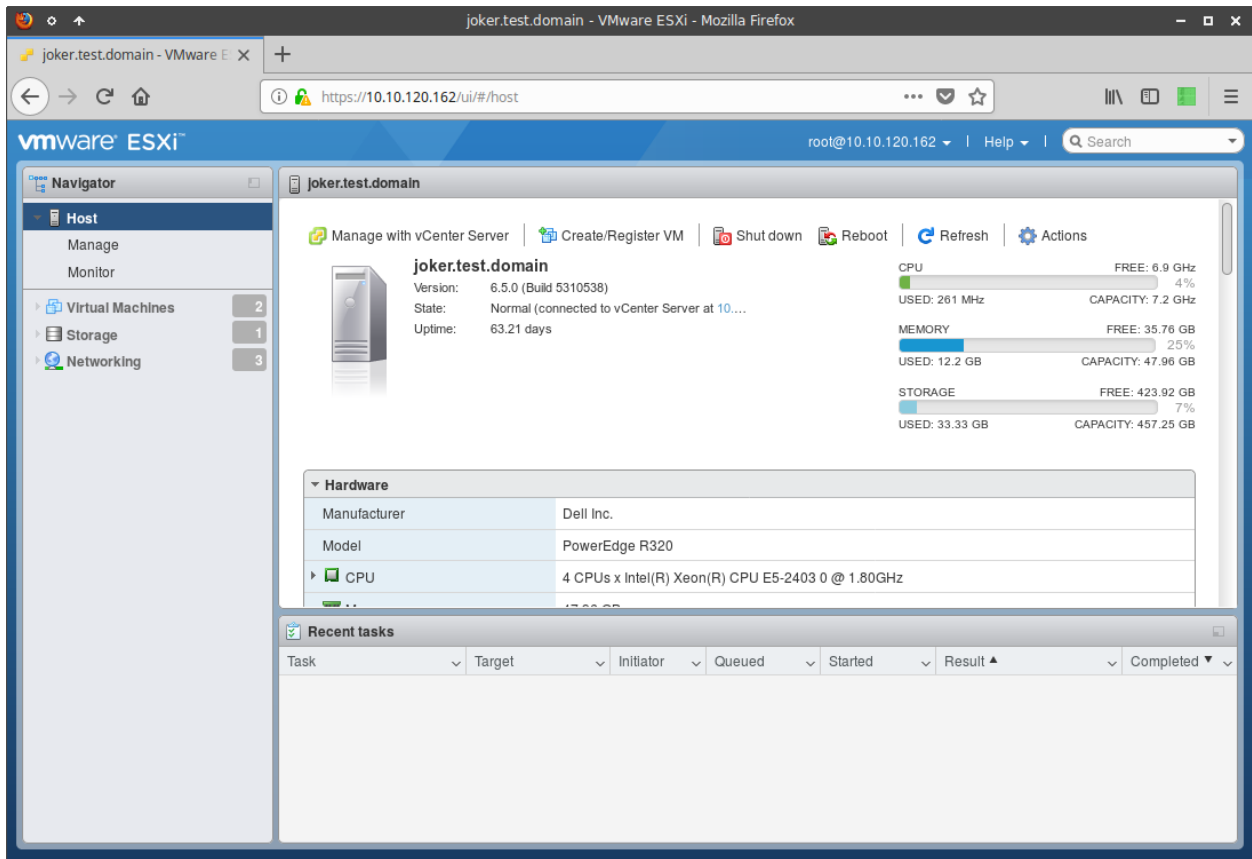 joker.test.domain - VMware ESXi - Mozilla Firefox
joker.test.domain - VMware E
https://10.10.120.162/ui/#/host
vmware ESXi™
root@10.10.120.162 | Help | Search
Navigator
Host
Manage
Monitor
Virtual Machines 2
Storage 1
Networking 3
joker.test.domain
Manage with vCenter Server | Create/Register VM | Shut down Reboot | Refresh | Actions
joker.test.domain
Version: 6.5.0 (Build 5310538)
State: Normal (connected to vCenter Server at 10....
Uptime: 63.21 days
CPU FREE: 6.9 GHz
4%
USED: 261 MHz CAPACITY: 7.2 GHz
MEMORY FREE: 35.76 GB
25%
USED: 12.2 GB CAPACITY: 47.96 GB
STORAGE FREE: 423.92 GB
7%
USED: 33.33 GB CAPACITY: 457.25 GB
Hardware
Manufacturer Dell Inc.
Model PowerEdge R320
CPU 4 CPUs x Intel(R) Xeon(R) CPU E5-2403 0 @ 1.80GHz
Recent tasks
Task Target Initiator Queued Started Result Completed